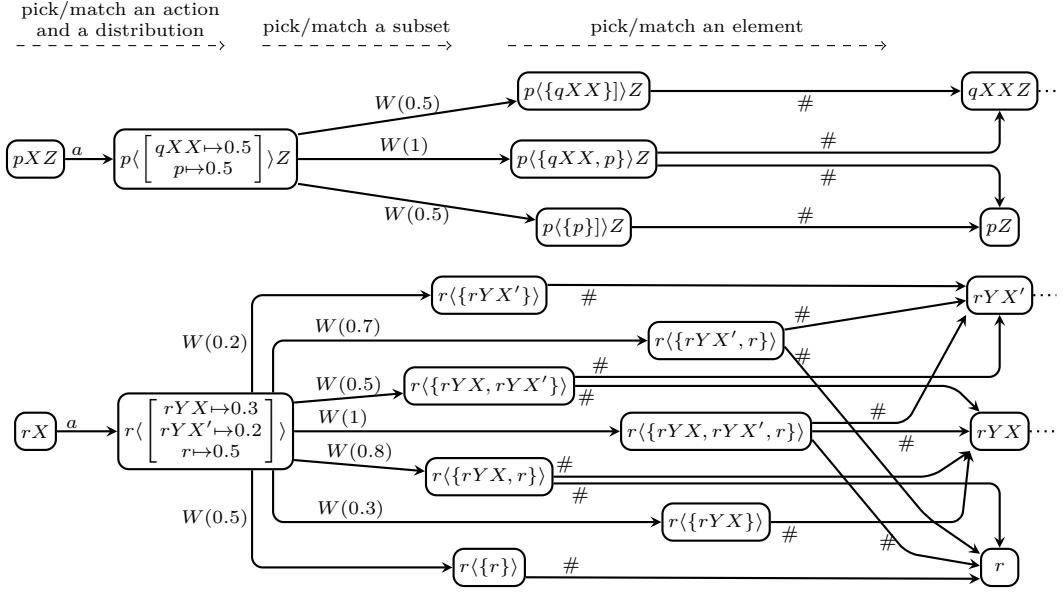 pick/match an action
and a distribution
pick/match a subset
pick/match an element
pXZ
a
p⟨[qXX↦0.5
p↦0.5]⟩Z
W(0.5)
W(1)
W(0.5)
p⟨{qXX}]⟩Z
p⟨{qXX, p}⟩Z
p⟨{p}]⟩Z
#
#
#
#
qXXZ
pZ
rX
a
r⟨[rYX↦0.3
rYX′↦0.2
r↦0.5]⟩
W(0.2)
W(0.7)
W(0.5)
W(1)
W(0.8)
W(0.3)
W(0.5)
r⟨{rYX′}⟩
r⟨{rYX′, r}⟩
r⟨{rYX, rYX′}⟩
r⟨{rYX, rYX′, r}⟩
r⟨{rYX, r}⟩
r⟨{rYX}⟩
r⟨{r}⟩
#
#
#
#
#
#
#
#
#
#
#
#
rYX′
rYX
r